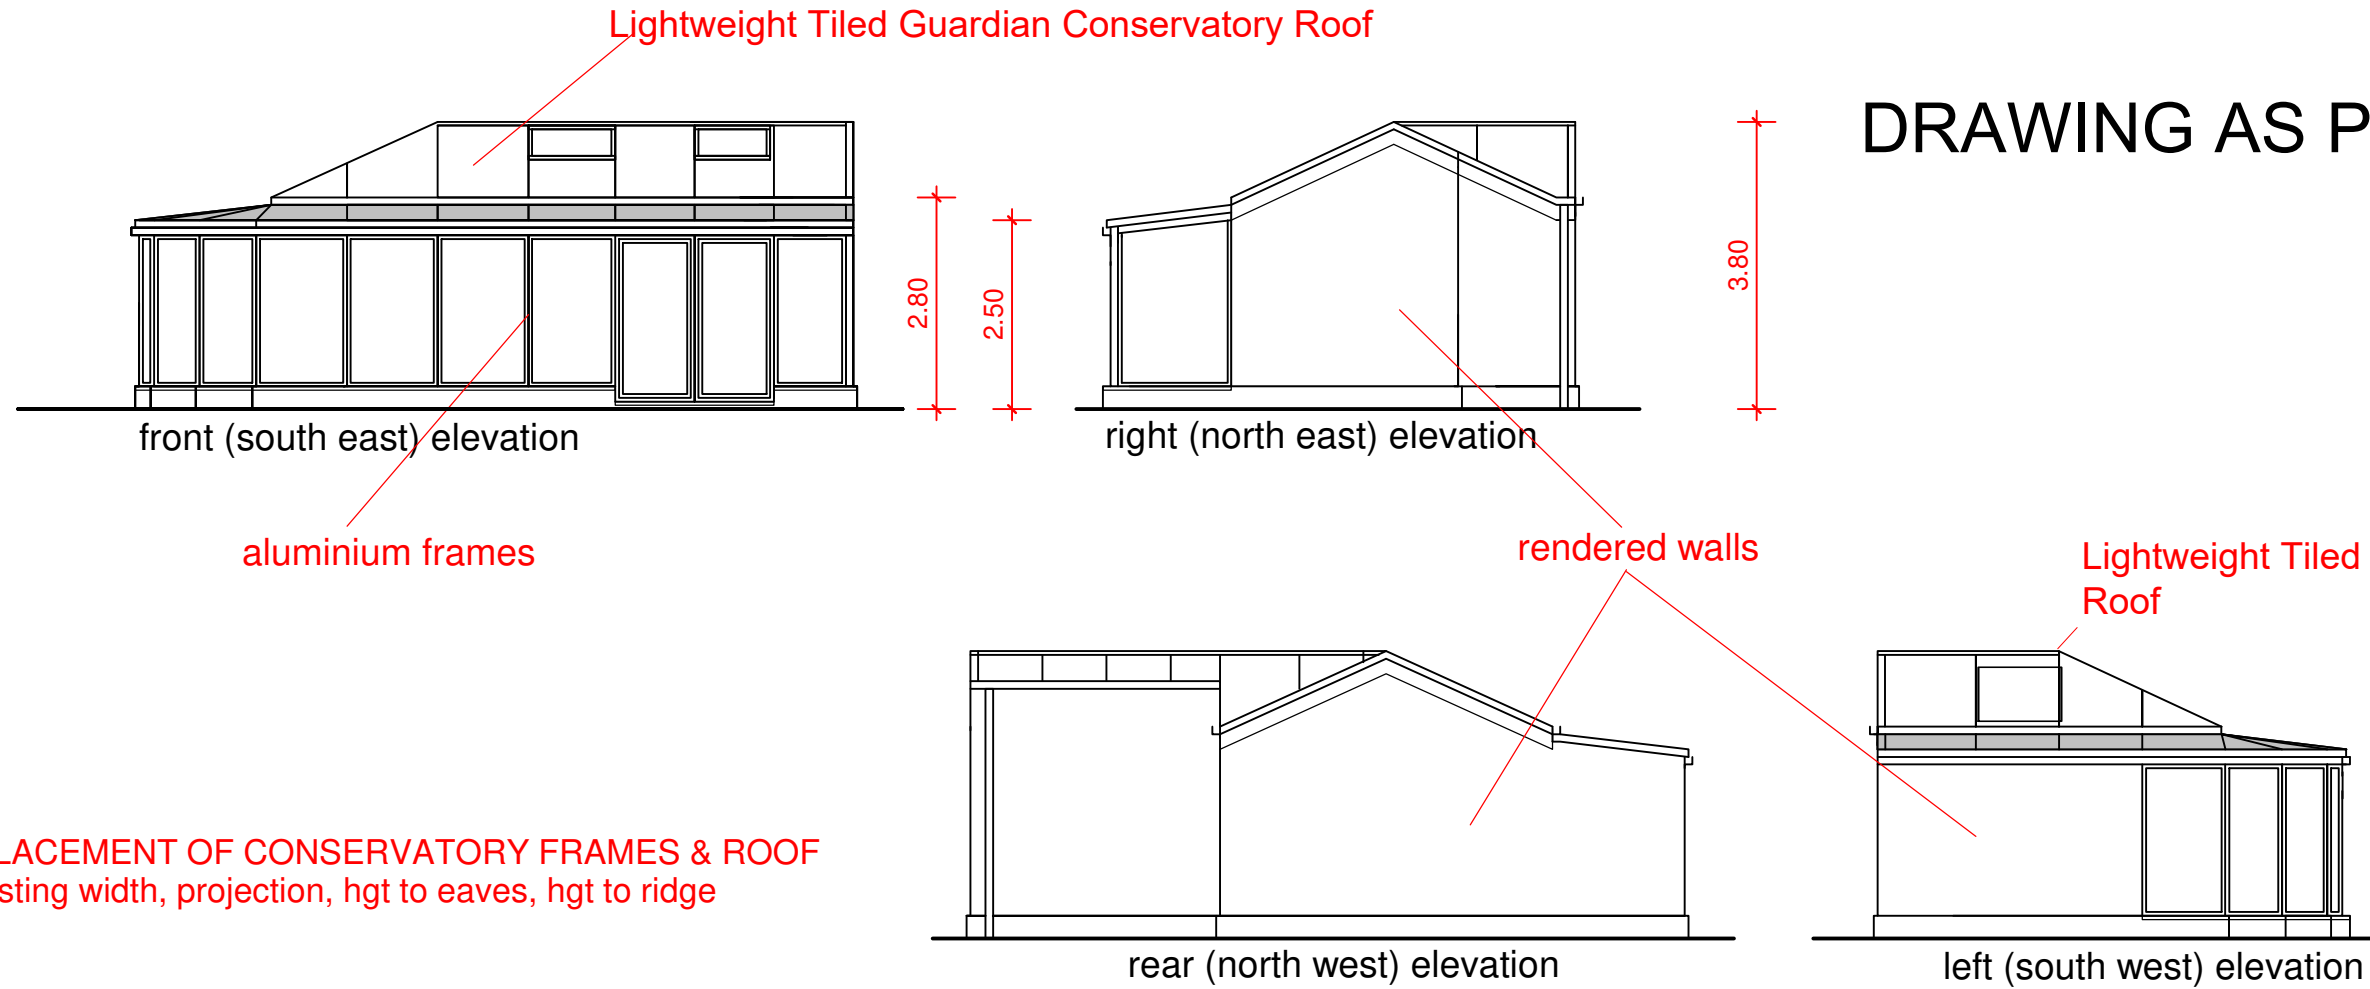 Lightweight Tiled Guardian Conservatory Roof
DRAWING AS P
2.80
2.50
3.80
front (south east) elevation
right (north east) elevation
aluminium frames
rendered walls
Lightweight Tiled
Roof
LACEMENT OF CONSERVATORY FRAMES & ROOF
sting width, projection, hgt to eaves, hgt to ridge
rear (north west) elevation
left (south west) elevation